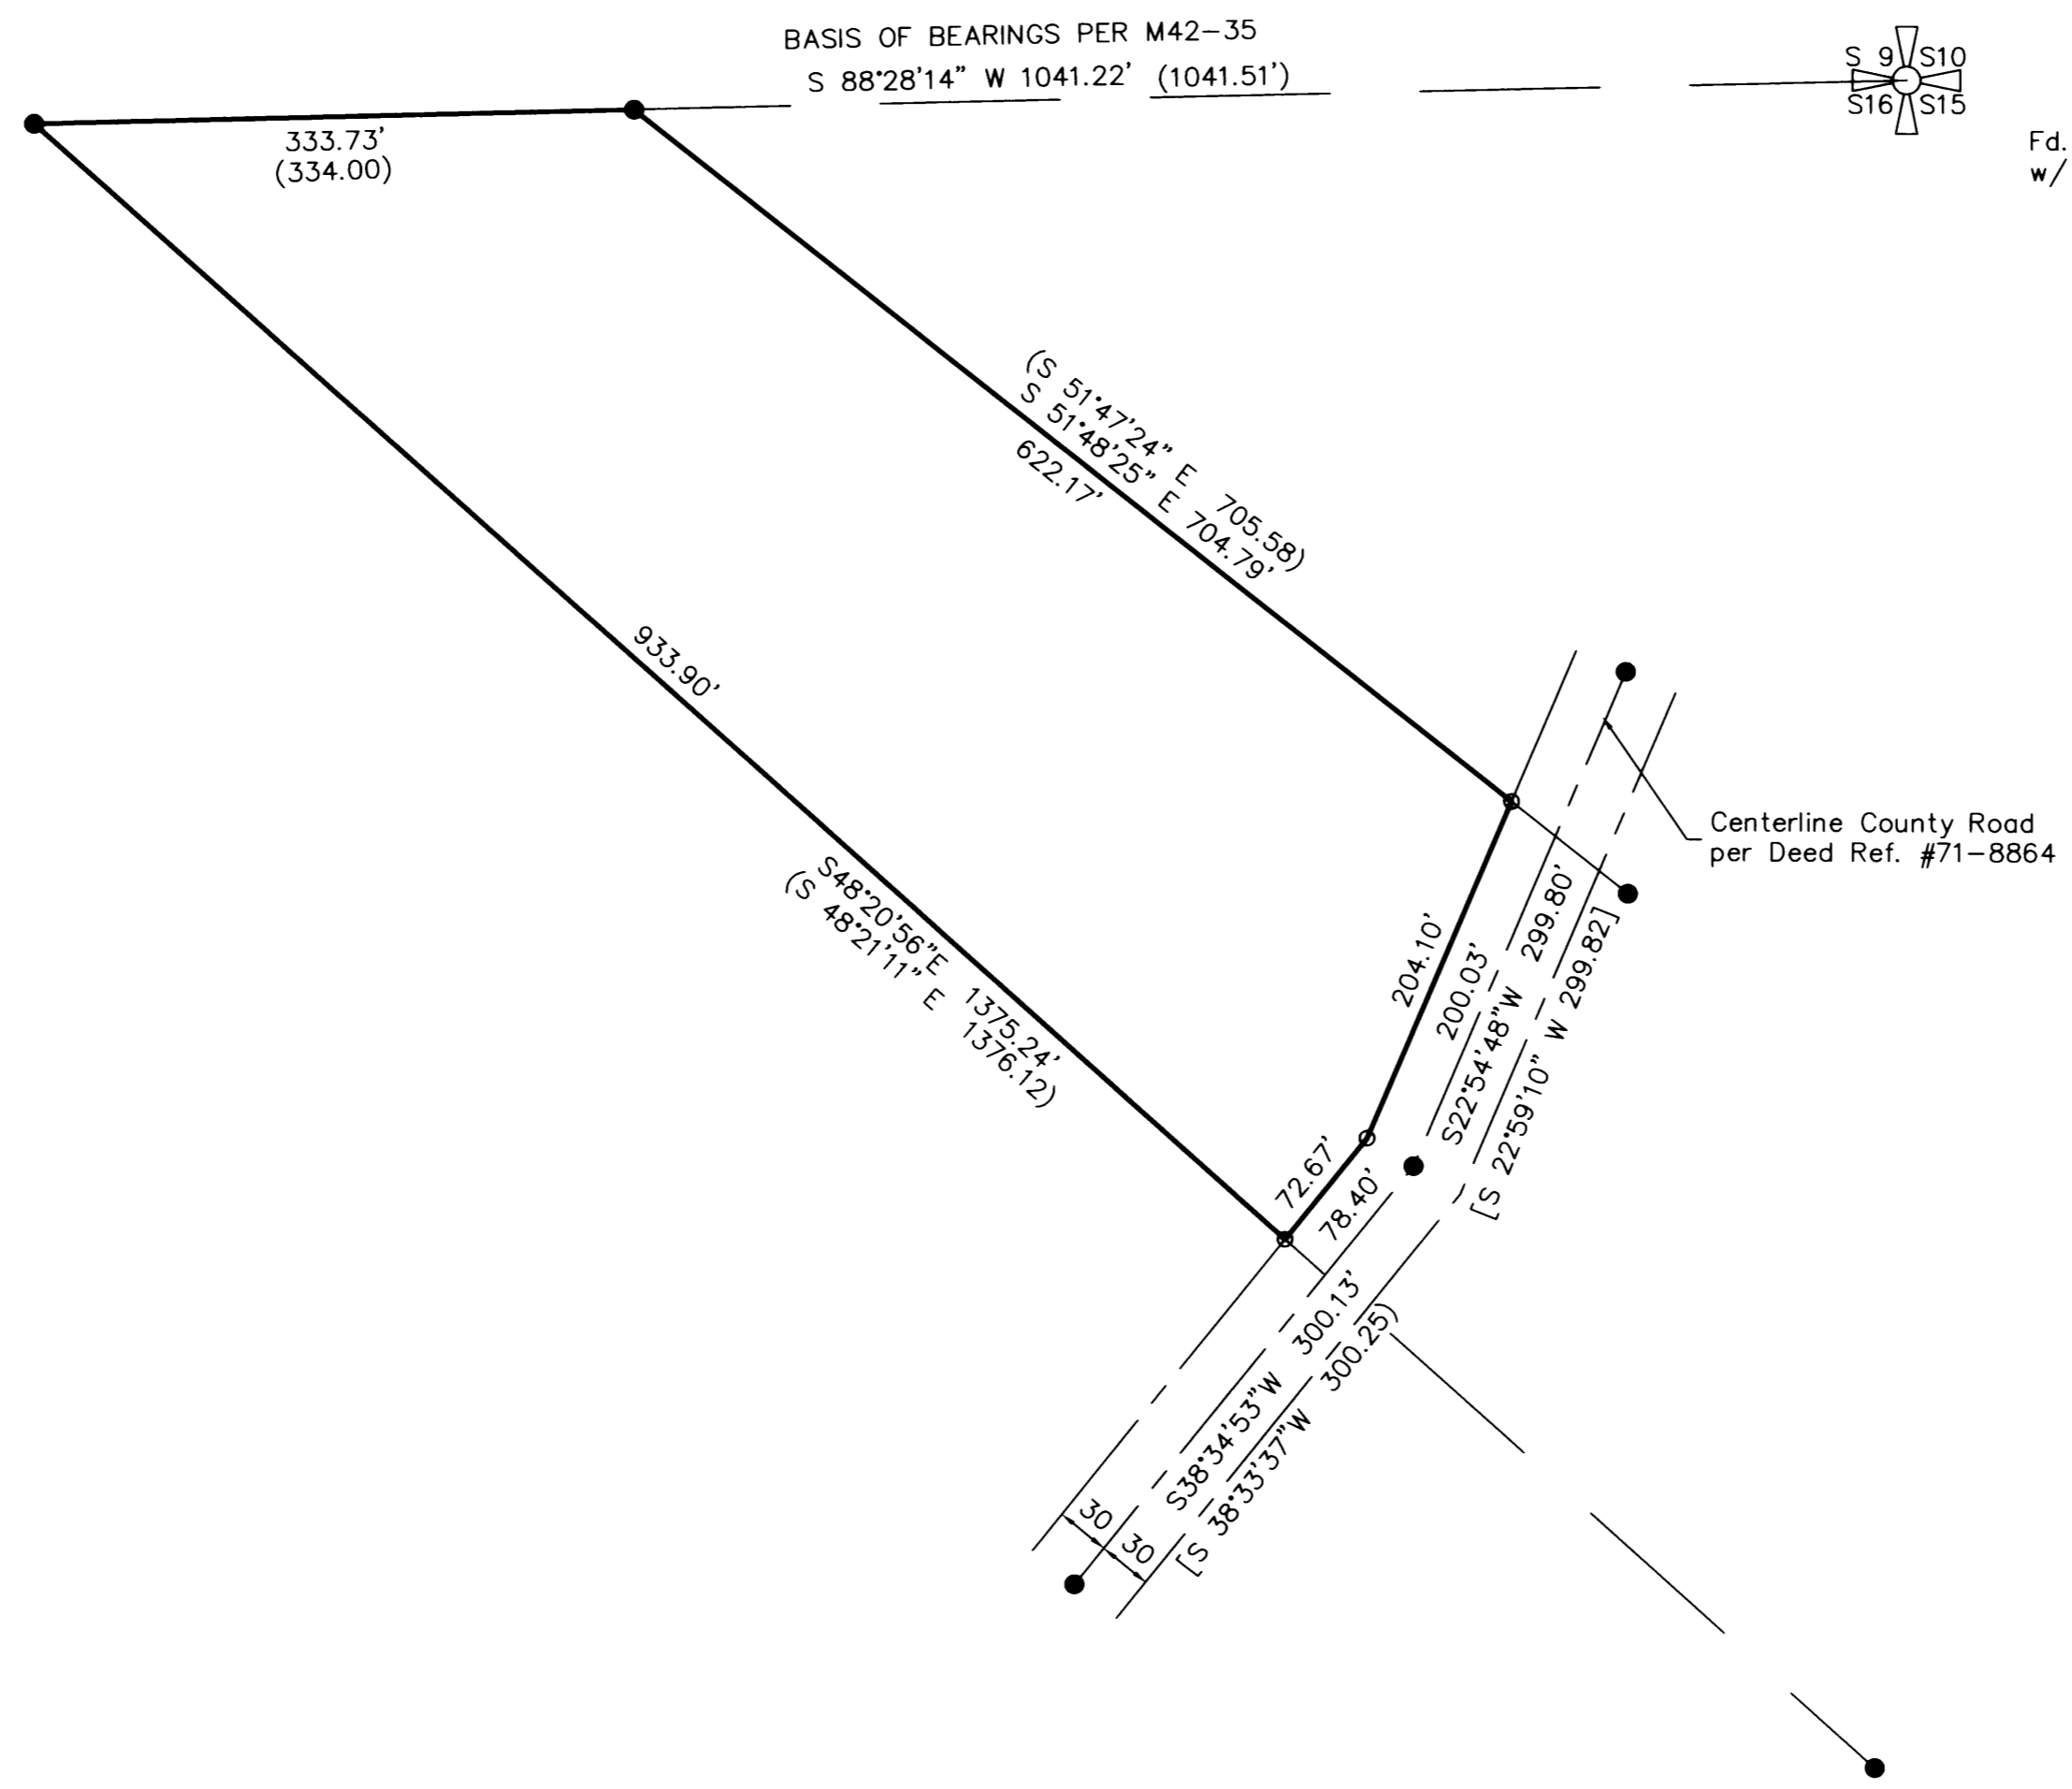 BASIS OF BEARINGS PER M42-35
S 88°28'14" W 1041.22' (1041.51')
S 9 S10
S16 S15
Fd.
w/
333.73'
(334.00)
(S 51°47'24" E 705.58)
S 51°48'25" E 704.79'
622.17'
933.90'
S48°20'56"E 1375.24'
(S 48°21'11" E 1376.12)
Centerline County Road
per Deed Ref. #71-8864
204.10'
200.03'
S22°54'48"W 299.80'
[S 22°59'10" W 299.82]
72.67'
78.40'
S38°34'53"W 300.13'
[S 38°33'37"W 300.25)
30
30